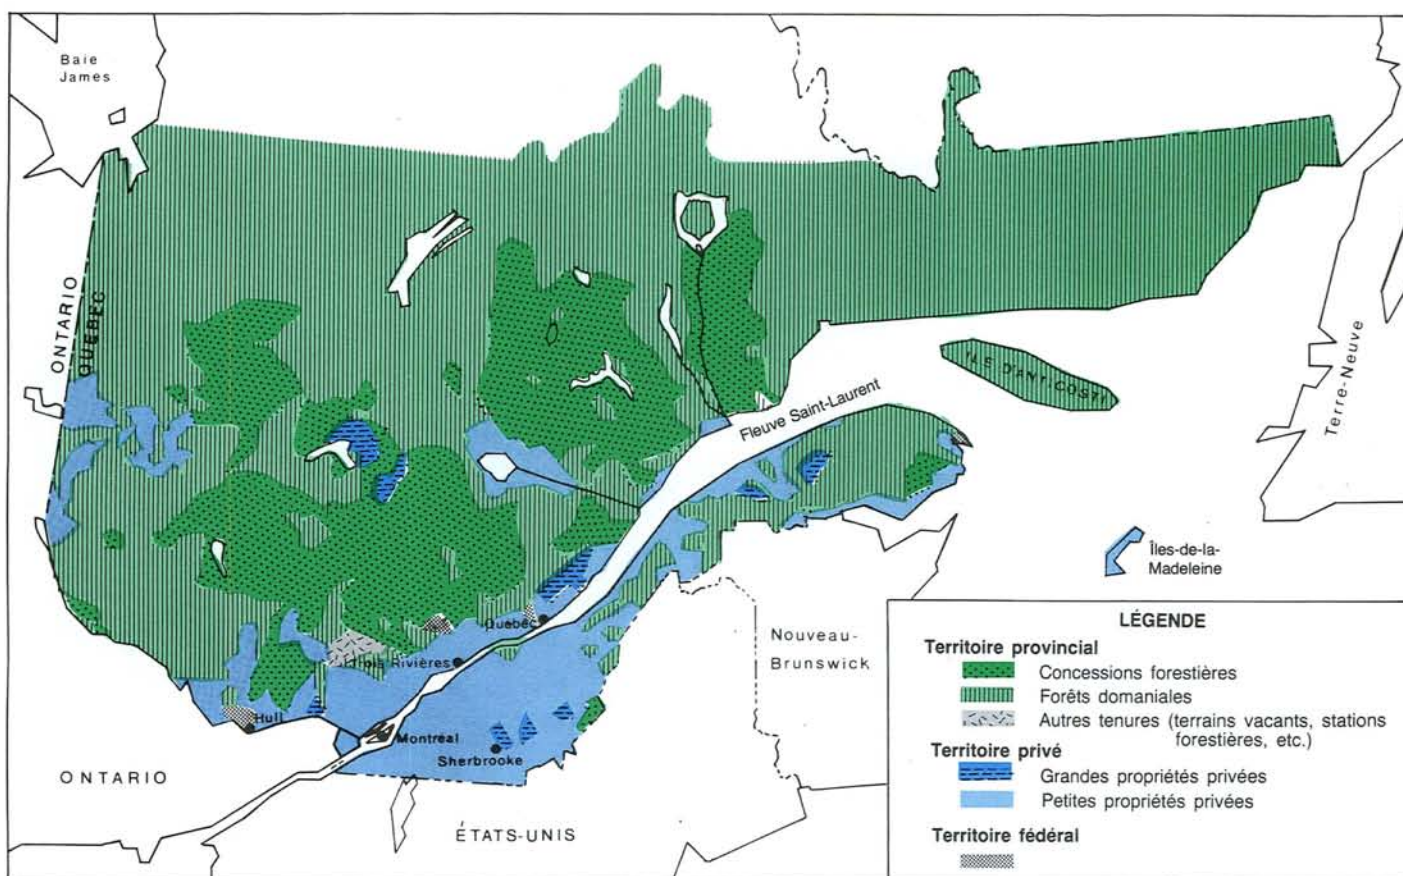 Baie
James
ONTARIO
QUÉBEC
ILE D'ANTICOSTI
Terre-Neuve
Fleuve Saint-Laurent
Îles-de-la-
Madeleine
Québec
Trois Rivières
Nouveau-
Brunswick
Hull
Montréal
Sherbrooke
ONTARIO
ÉTATS-UNIS
LÉGENDE
Territoire provincial
Concessions forestières
Forêts domaniales
Autres tenures (terrains vacants, stations
forestières, etc.)
Territoire privé
Grandes propriétés privées
Petites propriétés privées
Territoire fédéral